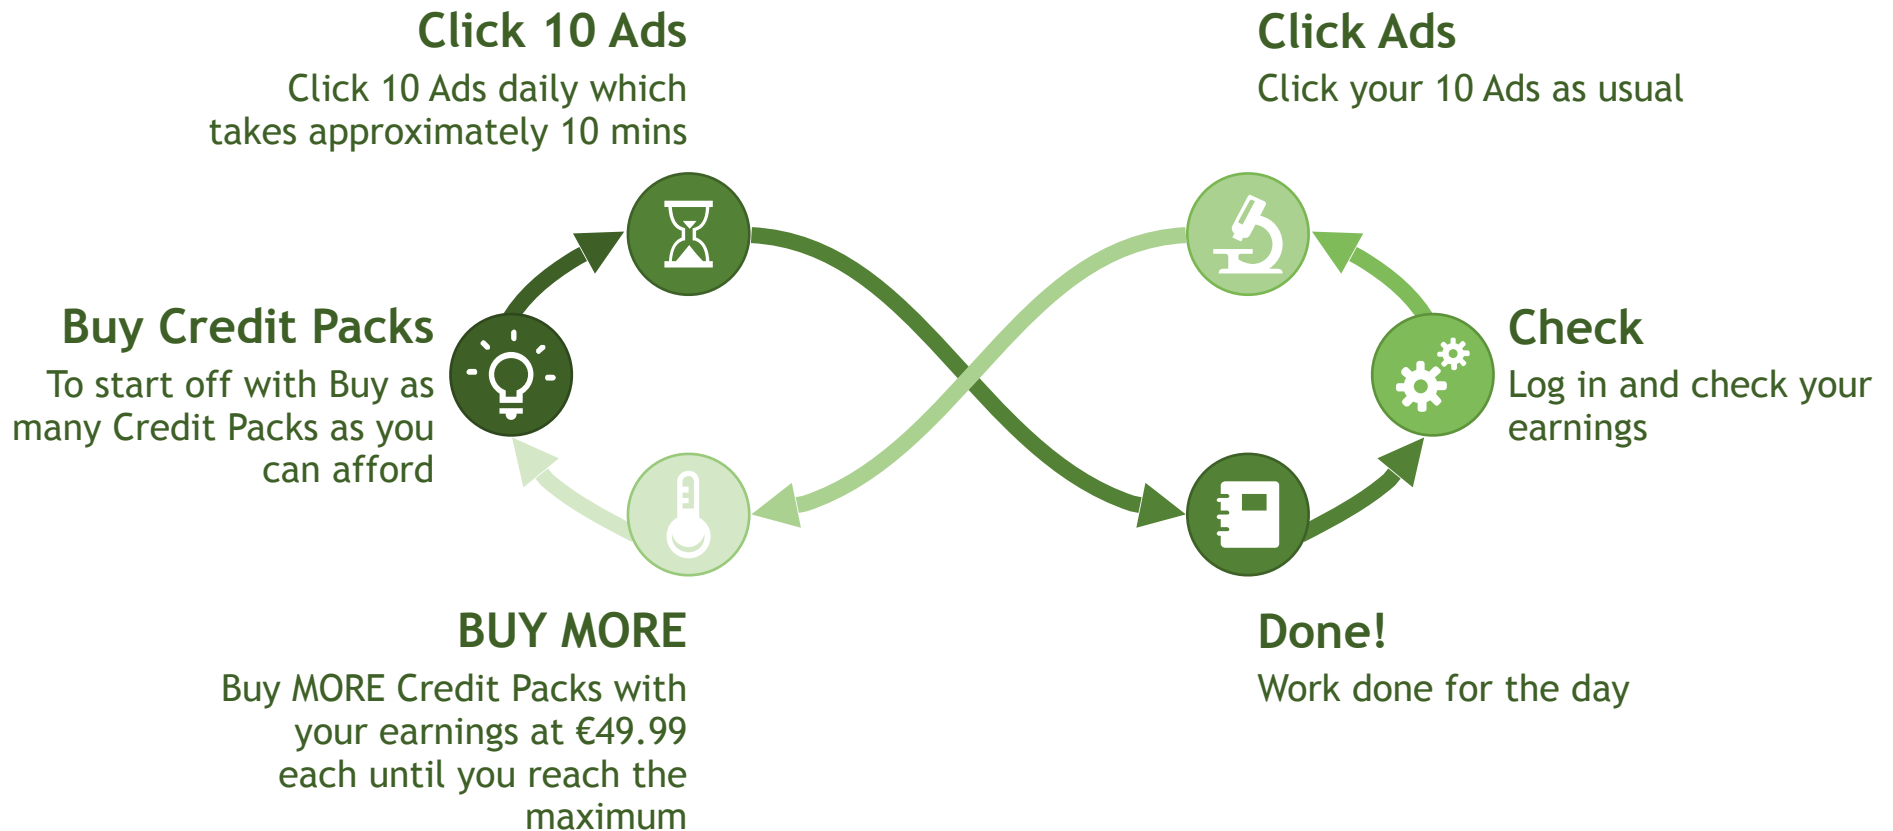 Click 10 Ads
Click 10 Ads daily which
takes approximately 10 mins
Click Ads
Click your 10 Ads as usual
Buy Credit Packs
To start off with Buy as
many Credit Packs as you
can afford
Check
Log in and check your
earnings
BUY MORE
Buy MORE Credit Packs with
your earnings at €49.99
each until you reach the
maximum
Done!
Work done for the day